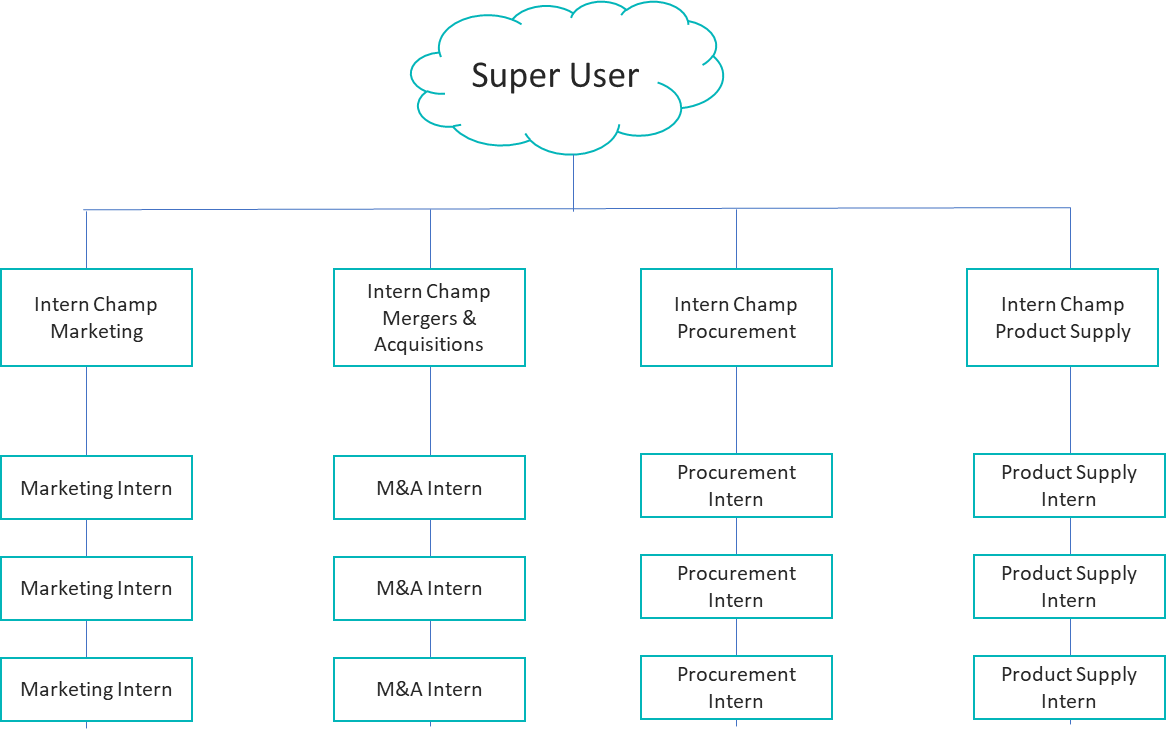 Super User
Intern Champ
Marketing
Intern Champ
Mergers &
Acquisitions
Intern Champ
Procurement
Intern Champ
Product Supply
Marketing Intern
M&A Intern
Procurement
Intern
Product Supply
Intern
Marketing Intern
M&A Intern
Procurement
Intern
Product Supply
Intern
Marketing Intern
M&A Intern
Procurement
Intern
Product Supply
Intern